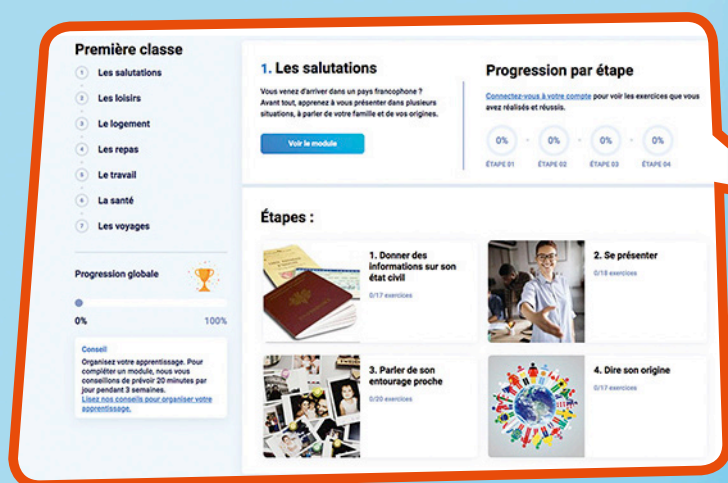 Première classe
1 Les salutations
2 Les loisirs
3 Le logement
4 Les repas
5 Le travail
6 La santé
7 Les voyages
Progression globale
0% 100%
Conseil
Organisez votre apprentissage. Pour
compléter un module, nous vous
conseillons de prévoir 20 minutes par
jour pendant 3 semaines.
Lisez nos conseils pour organiser votre
apprentissage.
1. Les salutations
Vous venez d'arriver dans un pays francophone ?
Avant tout, apprenez à vous présenter dans plusieurs
situations, à parler de votre famille et de vos origines.
Voir le module
Progression par étape
Connectez-vous à votre compte pour voir les exercices que vous
avez réalisés et réussis.
0% - 0% - 0% - 0%
ÉTAPE 01 ÉTAPE 02 ÉTAPE 03 ÉTAPE 04
Étapes :
1. Donner des
informations sur son
état civil
0/17 exercices
2. Se présenter
0/18 exercices
3. Parler de son
entourage proche
0/20 exercices
4. Dire son origine
0/17 exercices